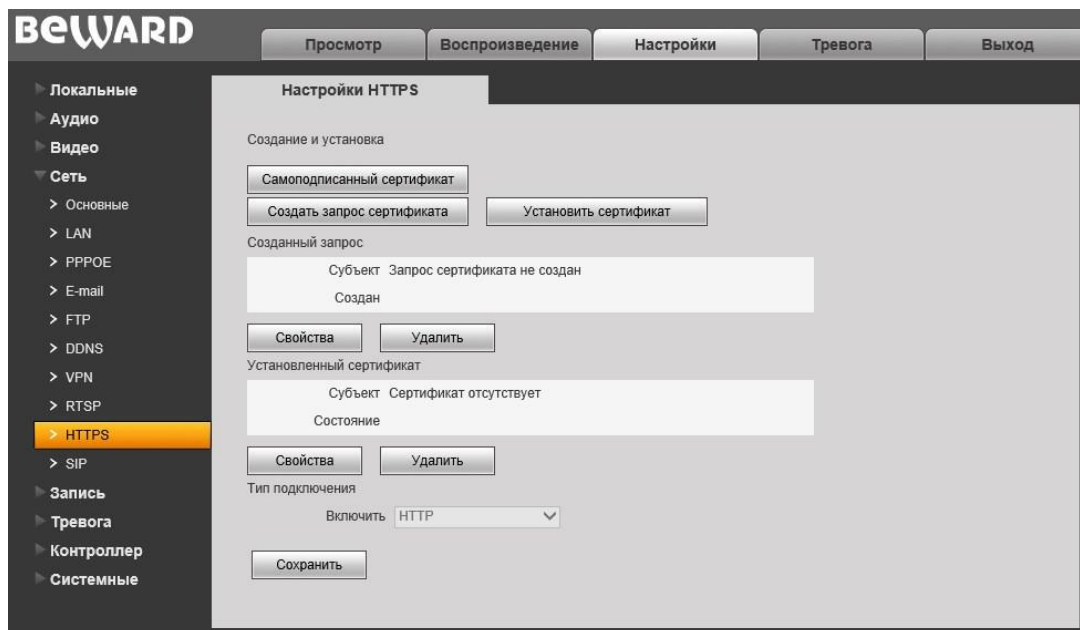 BEWARD
Просмотр Воспроизведение Настройки Тревога Выход
Локальные
Аудио
Видео
Сеть
> Основные
> LAN
> PPPOE
> E-mail
> FTP
> DDNS
> VPN
> RTSP
> HTTPS
> SIP
Запись
Тревога
Контроллер
Системные
Настройки HTTPS
Создание и установка
Самоподписанный сертификат
Создать запрос сертификата Установить сертификат
Созданный запрос
Субъект Запрос сертификата не создан
Создан
Свойства Удалить
Установленный сертификат
Субъект Сертификат отсутствует
Состояние
Свойства Удалить
Тип подключения
Включить HTTP
Сохранить